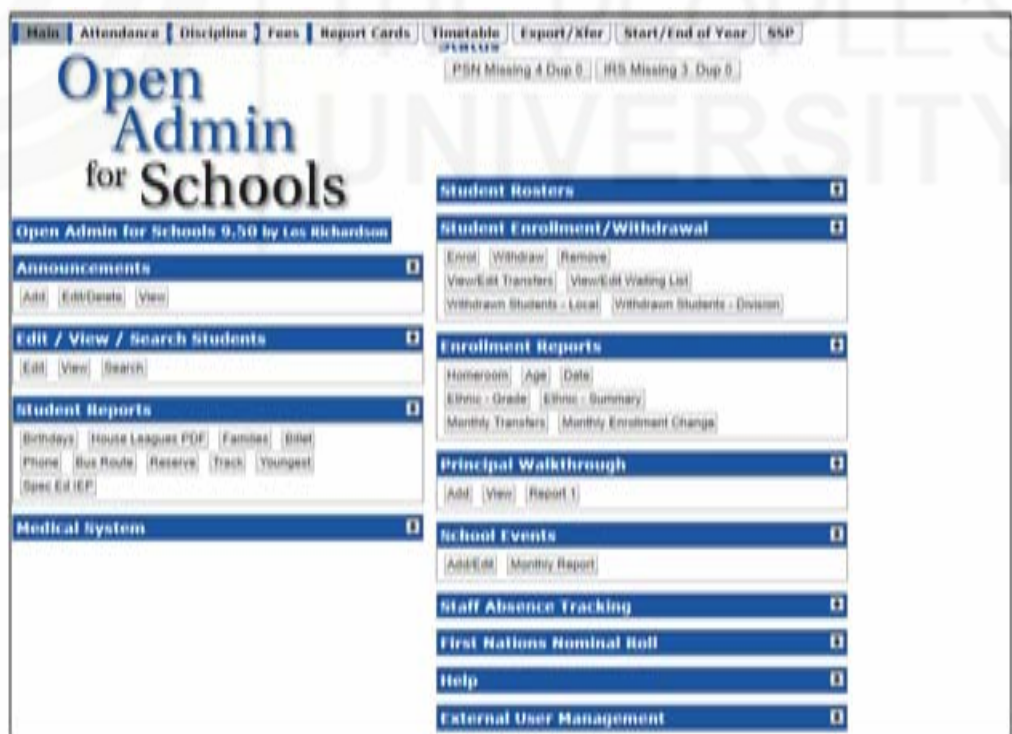 THE PEOPLE'S
UNIVERSITY
Main Attendance Discipline Fees Report Cards Timetable Export/Xfer Start/End of Year SSP
Status
PSN Missing 4 Dup 0 IRS Missing 3 Dup 0
Open
Admin
for Schools
Open Admin for Schools 9.50 by Les Richardson
Announcements
Add Edit/Delete View
Edit / View / Search Students
Edit View Search
Student Reports
Birthdays House Leagues PDF Families Billet
Phone Bus Route Reserve Track Youngest
Spec Ed IEP
Medical System
Student Rosters
Student Enrollment/Withdrawal
Enrol Withdraw Remove
View/Edit Transfers View/Edit Waiting List
Withdrawn Students - Local Withdrawn Students - Division
Enrollment Reports
Homeroom Age Date
Ethnic - Grade Ethnic - Summary
Monthly Transfers Monthly Enrollment Change
Principal Walkthrough
Add View Report 1
School Events
Add/Edit Monthly Report
Staff Absence Tracking
First Nations Nominal Roll
Help
External User Management